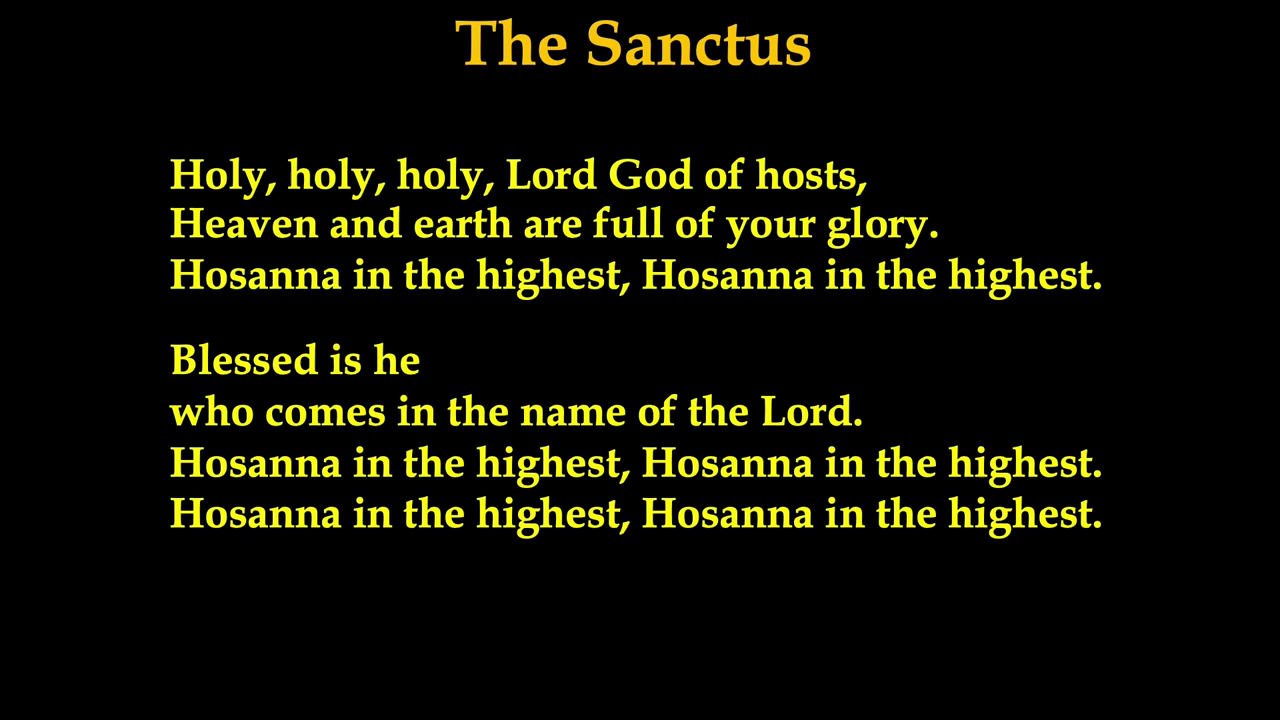 The Sanctus
Holy, holy, holy, Lord God of hosts,
Heaven and earth are full of your glory.
Hosanna in the highest, Hosanna in the highest.
Blessed is he
who comes in the name of the Lord.
Hosanna in the highest, Hosanna in the highest.
Hosanna in the highest, Hosanna in the highest.